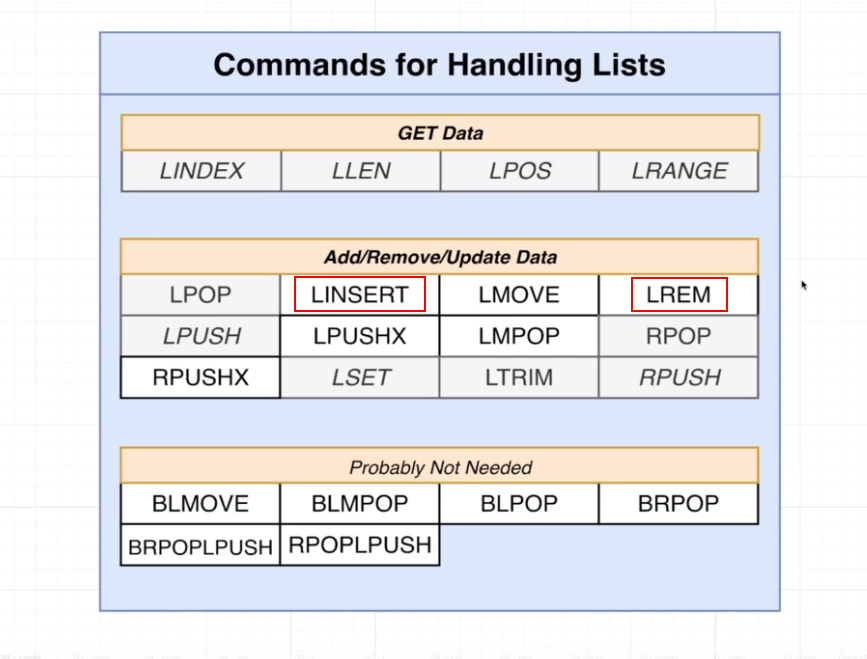 Commands for Handling Lists
GET Data
LINDEX LLEN LPOS LRANGE
Add/Remove/Update Data
LPOP LINSERT LMOVE LREM
LPUSH LPUSHX LMPOP RPOP
RPUSHX LSET LTRIM RPUSH
Probably Not Needed
BLMOVE BLMPOP BLPOP BRPOP
BRPOPLPUSH RPOPLPUSH